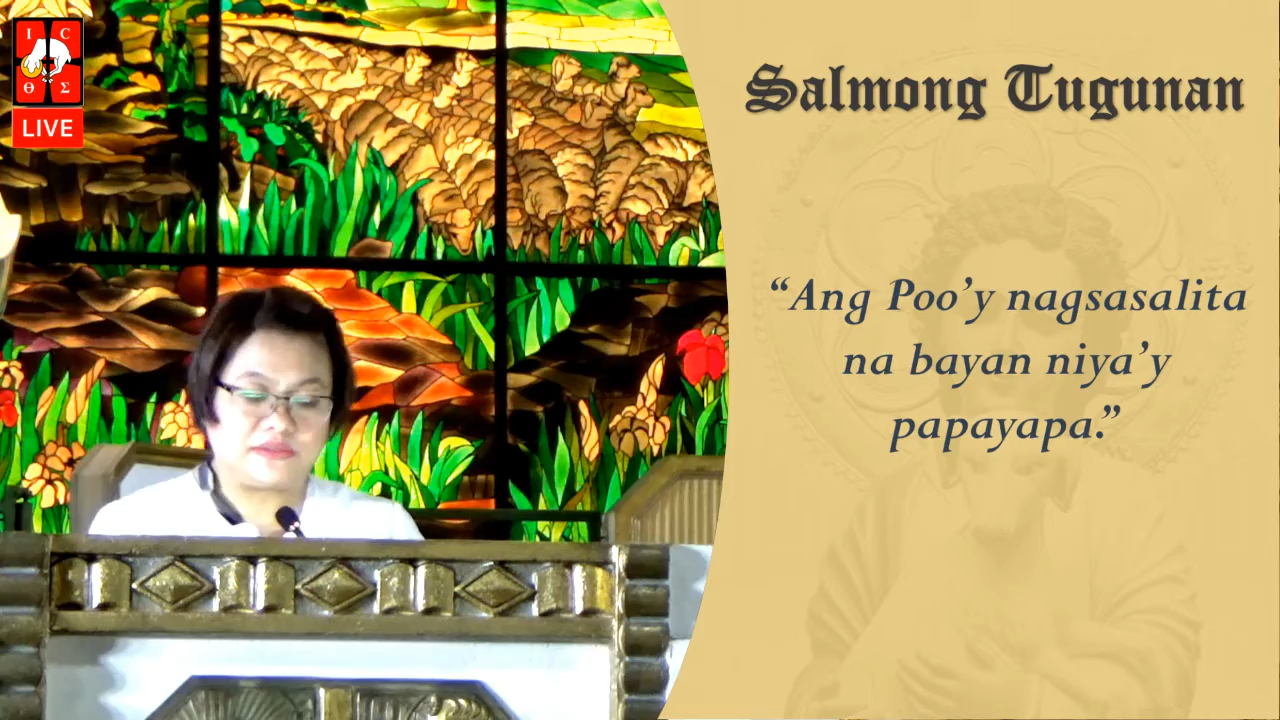 I C
Θ Σ
LIVE
Salmong Tugunan
“Ang Poo’y nagsasalita
na bayan niya’y
papayapa.”